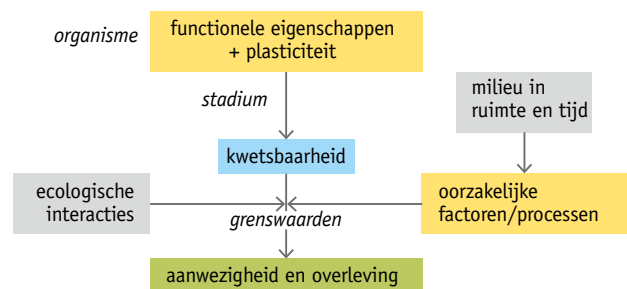 organisme
functionele eigenschappen
+ plasticiteit
stadium
milieu in
ruimte en tijd
kwetsbaarheid
ecologische
interacties
grenswaarden
oorzakelijke
factoren/processen
aanwezigheid en overleving